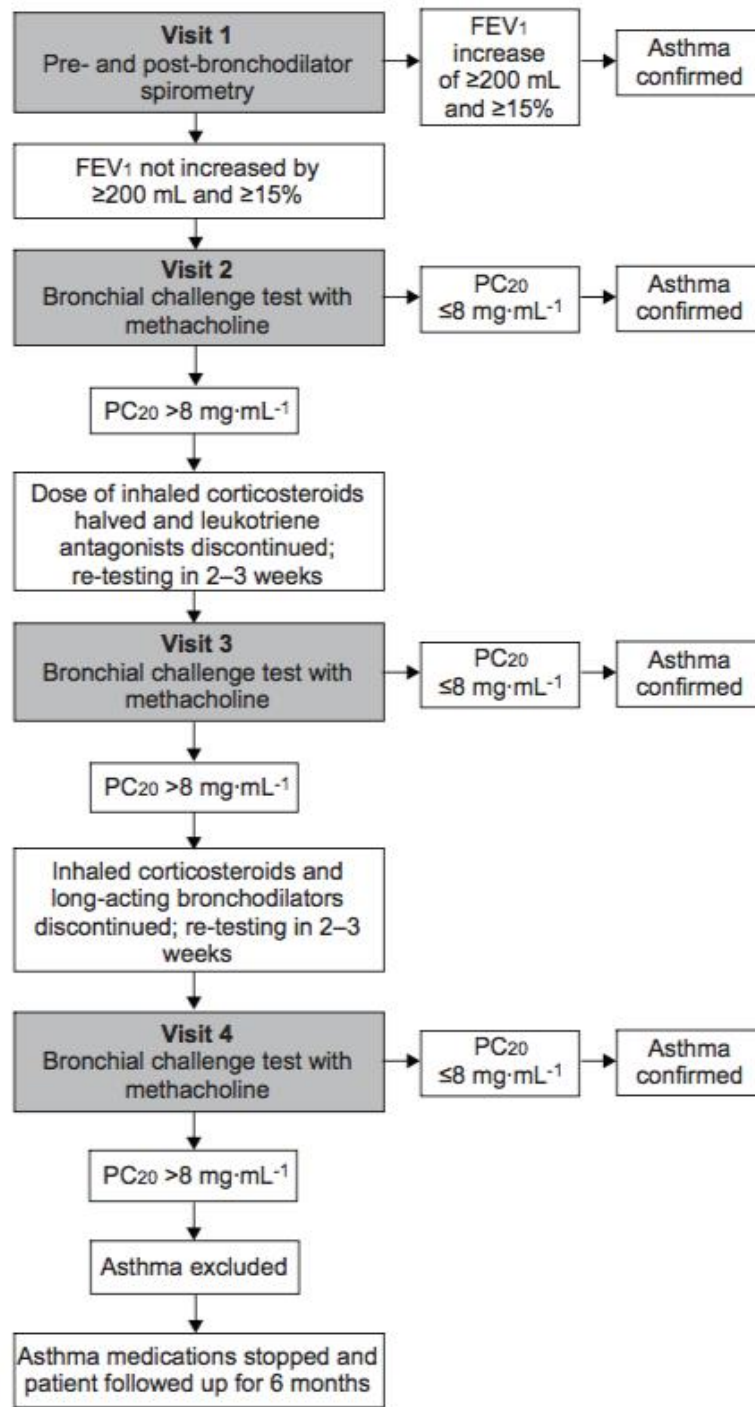 Visit 1
Pre- and post-bronchodilator
spirometry
FEV₁
increase
of ≥200 mL
and ≥15%
Asthma
confirmed
FEV₁ not increased by
≥200 mL and ≥15%
Visit 2
Bronchial challenge test with
methacholine
PC₂₀
≤8 mg·mL⁻¹
Asthma
confirmed
PC₂₀ >8 mg·mL⁻¹
Dose of inhaled corticosteroids
halved and leukotriene
antagonists discontinued;
re-testing in 2–3 weeks
Visit 3
Bronchial challenge test with
methacholine
PC₂₀
≤8 mg·mL⁻¹
Asthma
confirmed
PC₂₀ >8 mg·mL⁻¹
Inhaled corticosteroids and
long-acting bronchodilators
discontinued; re-testing in 2–3
weeks
Visit 4
Bronchial challenge test with
methacholine
PC₂₀
≤8 mg·mL⁻¹
Asthma
confirmed
PC₂₀ >8 mg·mL⁻¹
Asthma excluded
Asthma medications stopped and
patient followed up for 6 months